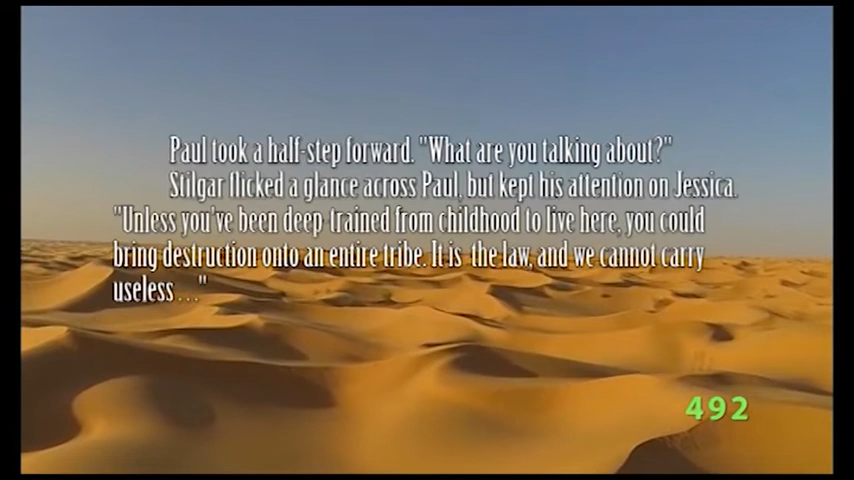 Paul took a half-step forward. "What are you talking about?"
Stilgar flicked a glance across Paul, but kept his attention on Jessica.
"Unless you've been deep-trained from childhood to live here, you could
bring destruction onto an entire tribe. It is the law, and we cannot carry
useless . . ."
492